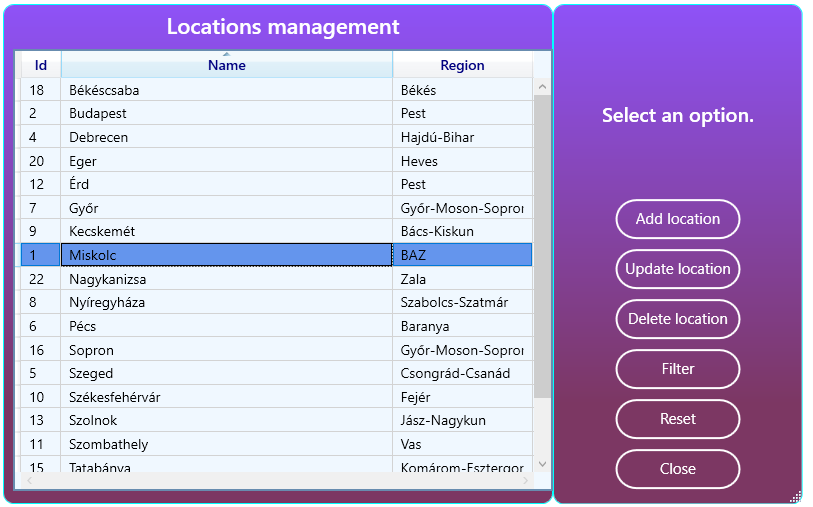 Locations management
Id Name Region
18 Békéscsaba Békés
2 Budapest Pest
4 Debrecen Hajdú-Bihar
20 Eger Heves
12 Érd Pest
7 Győr Győr-Moson-Sopron
9 Kecskemét Bács-Kiskun
1 Miskolc BAZ
22 Nagykanizsa Zala
8 Nyíregyháza Szabolcs-Szatmár
6 Pécs Baranya
16 Sopron Győr-Moson-Sopron
5 Szeged Csongrád-Csanád
10 Székesfehérvár Fejér
13 Szolnok Jász-Nagykun
11 Szombathely Vas
15 Tatabánya Komárom-Esztergor
Select an option.
Add location
Update location
Delete location
Filter
Reset
Close